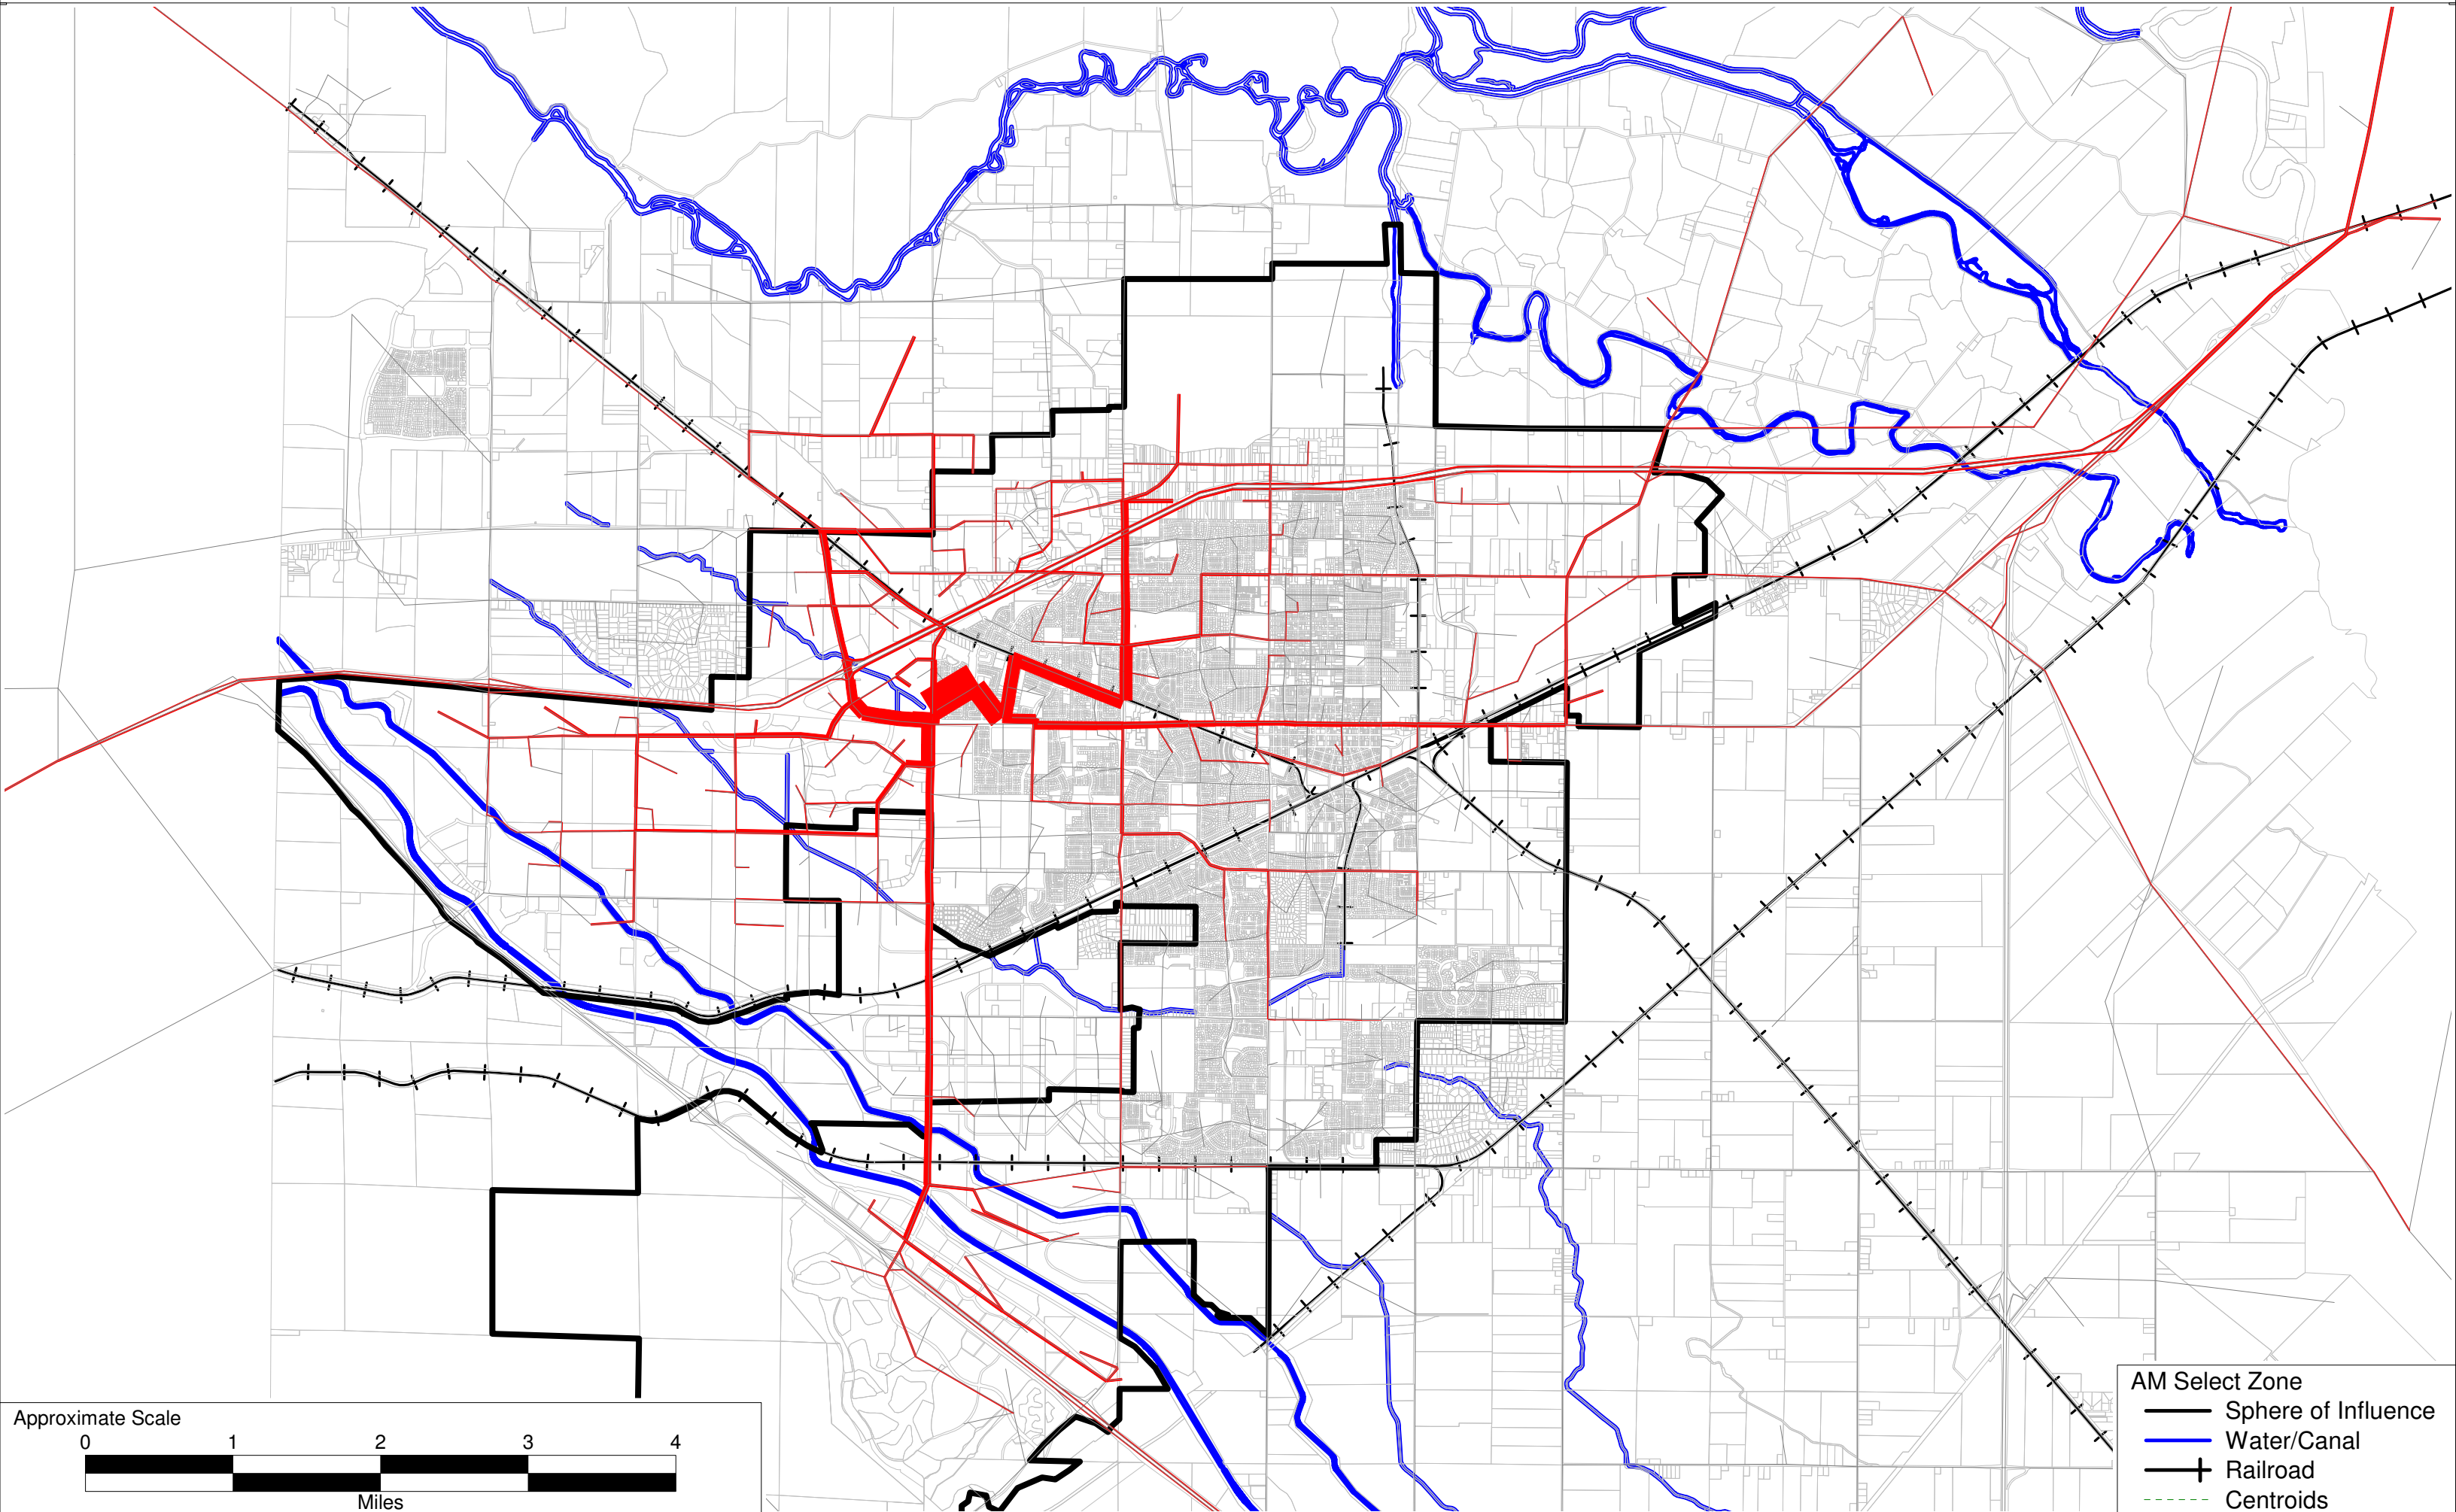 Approximate Scale
0 1 2 3 4
Miles
AM Select Zone
Sphere of Influence
Water/Canal
Railroad
Centroids